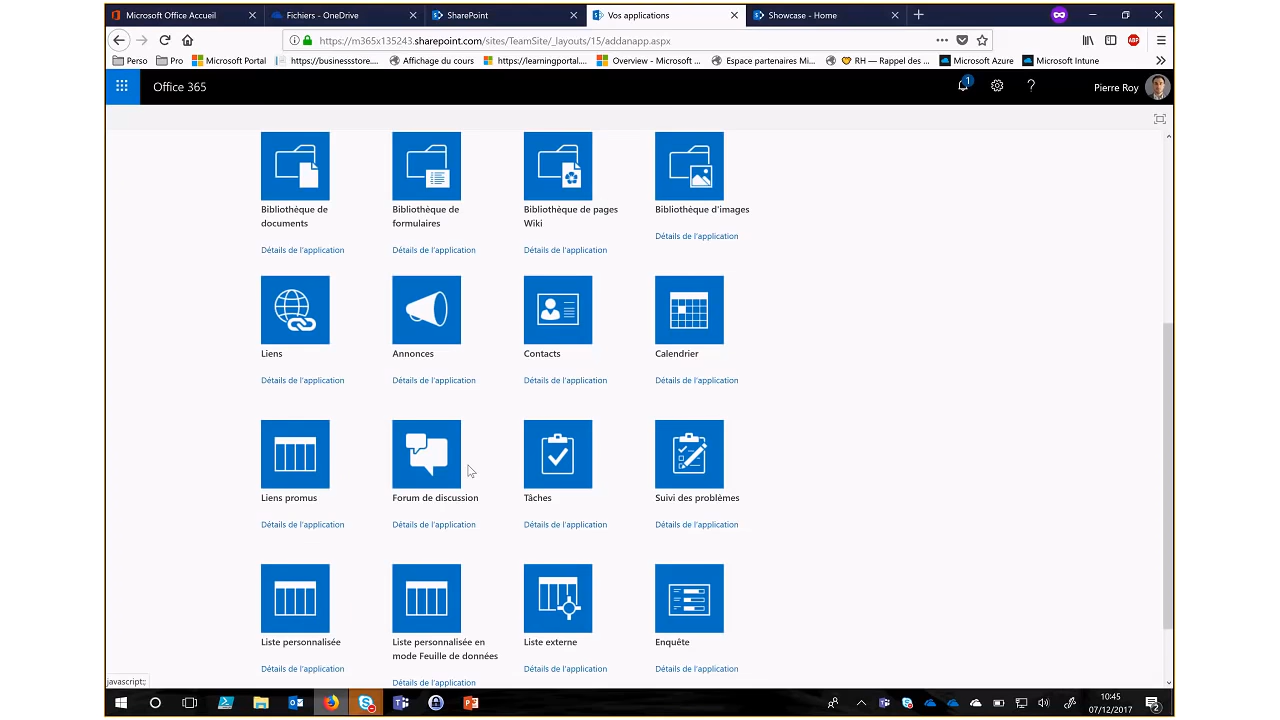 Microsoft Office Accueil
Fichiers - OneDrive
SharePoint
Vos applications
Showcase - Home
https://m365x135243.sharepoint.com/sites/TeamSite/_layouts/15/addanapp.aspx
ABP
Perso
Pro
Microsoft Portal
https://businessstore...
Affichage du cours
https://learningportal...
Overview - Microsoft ...
Espace partenaires Mi...
RH — Rappel des ...
Microsoft Azure
Microsoft Intune
Office 365
1
?
Pierre Roy
Bibliothèque de
documents
Détails de l'application
Bibliothèque de
formulaires
Détails de l'application
Bibliothèque de pages
Wiki
Détails de l'application
Bibliothèque d'images
Détails de l'application
Liens
Détails de l'application
Annonces
Détails de l'application
Contacts
Détails de l'application
Calendrier
Détails de l'application
Liens promus
Détails de l'application
Forum de discussion
Détails de l'application
Tâches
Détails de l'application
Suivi des problèmes
Détails de l'application
Liste personnalisée
Détails de l'application
Liste personnalisée en
mode Feuille de données
Détails de l'application
Liste externe
Détails de l'application
Enquête
Détails de l'application
javascript:;
10:45
07/12/2017
2